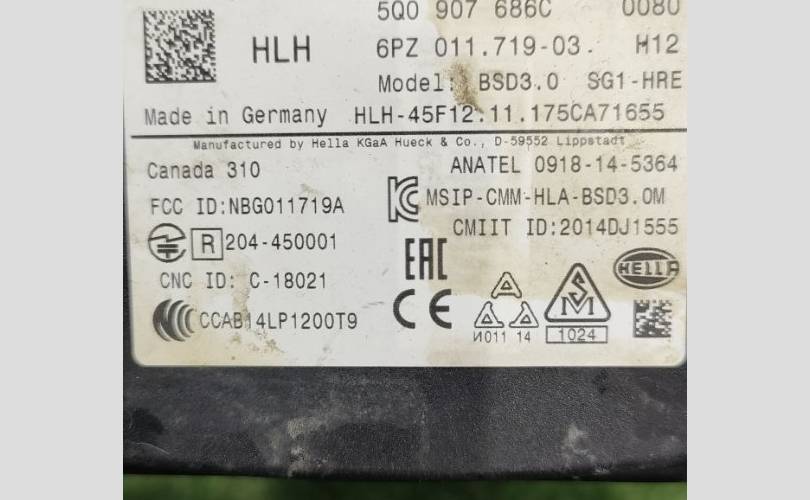 5Q0 907 686C 0080
HLH 6PZ 011.719-03. H12
Model: BSD3.0 SG1-HRE
Made in Germany HLH-45F12.11.175CA71655
Manufactured by Hella KGaA Hueck & Co., D-59552 Lippstadt
Canada 310 ANATEL 0918-14-5364
FCC ID:NBG011719A MSIP-CMM-HLA-BSD3.0M
R 204-450001 CMIIT ID:2014DJ1555
CNC ID: C-18021 EAC HELLA
CCAB14LP1200T9 CE SM
И011 14 1024